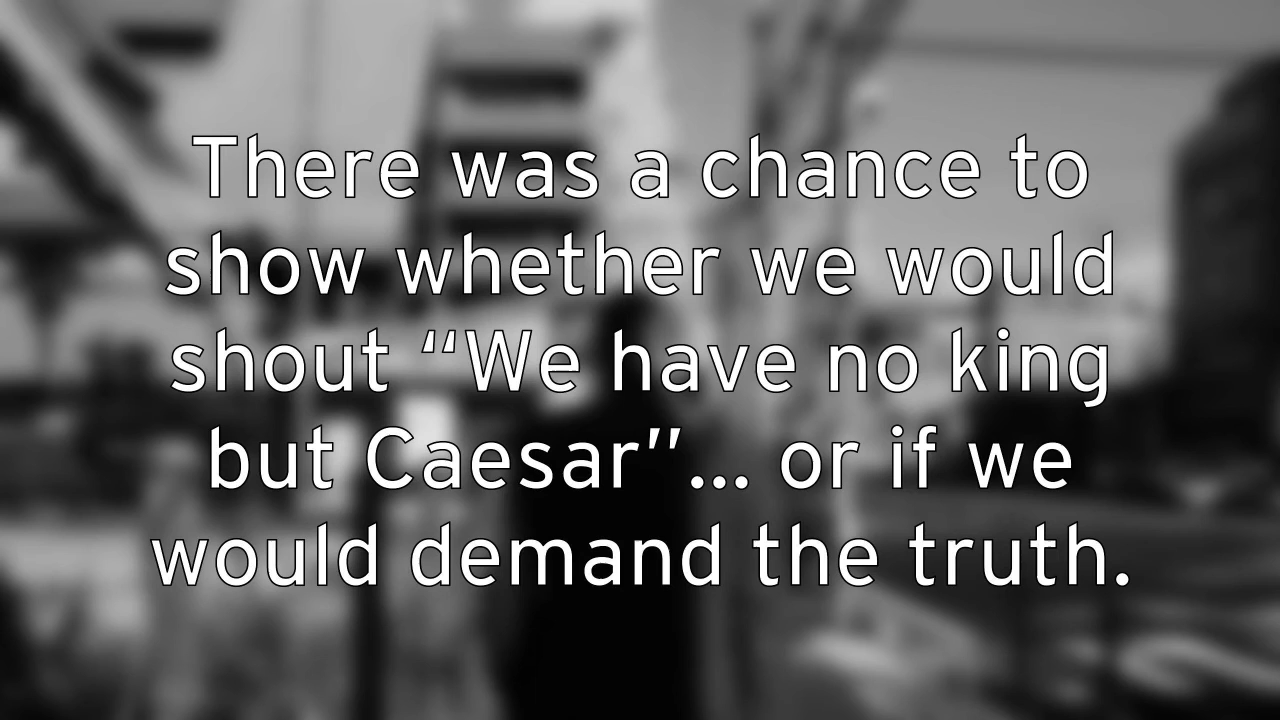 There was a chance to
show whether we would
shout “We have no king
but Caesar”... or if we
would demand the truth.